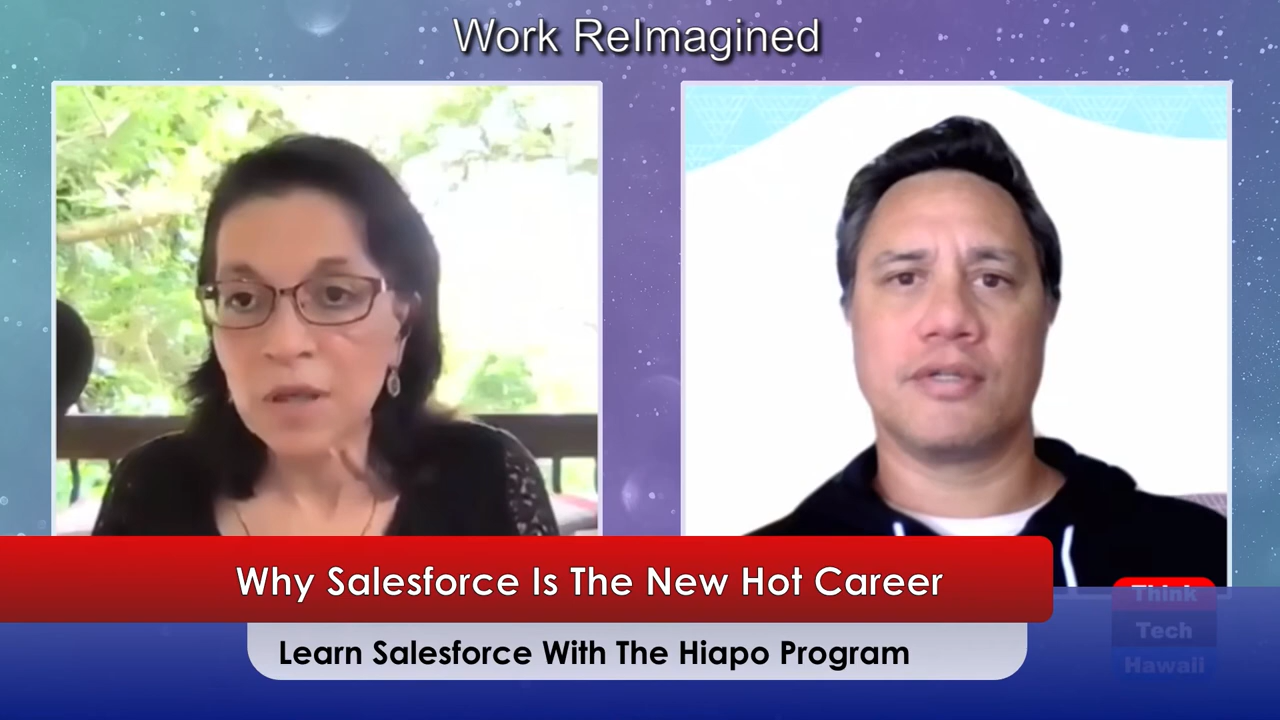 Work ReImagined
Why Salesforce Is The New Hot Career
Learn Salesforce With The Hiapo Program
Think
Tech
Hawaii